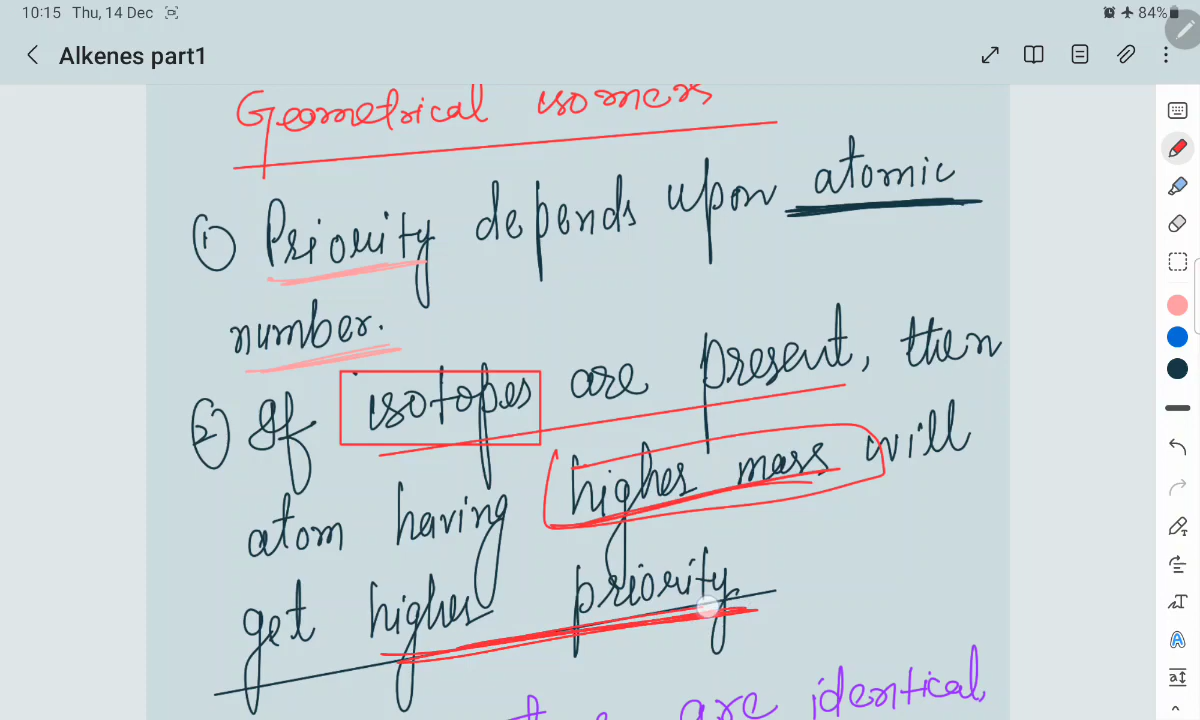 10:15 Thu, 14 Dec
84%
Alkenes part1
Geometrical isomers
① Priority depends upon atomic
number.
② If isotopes are present, then
atom having higher mass will
get higher priority
are identical,